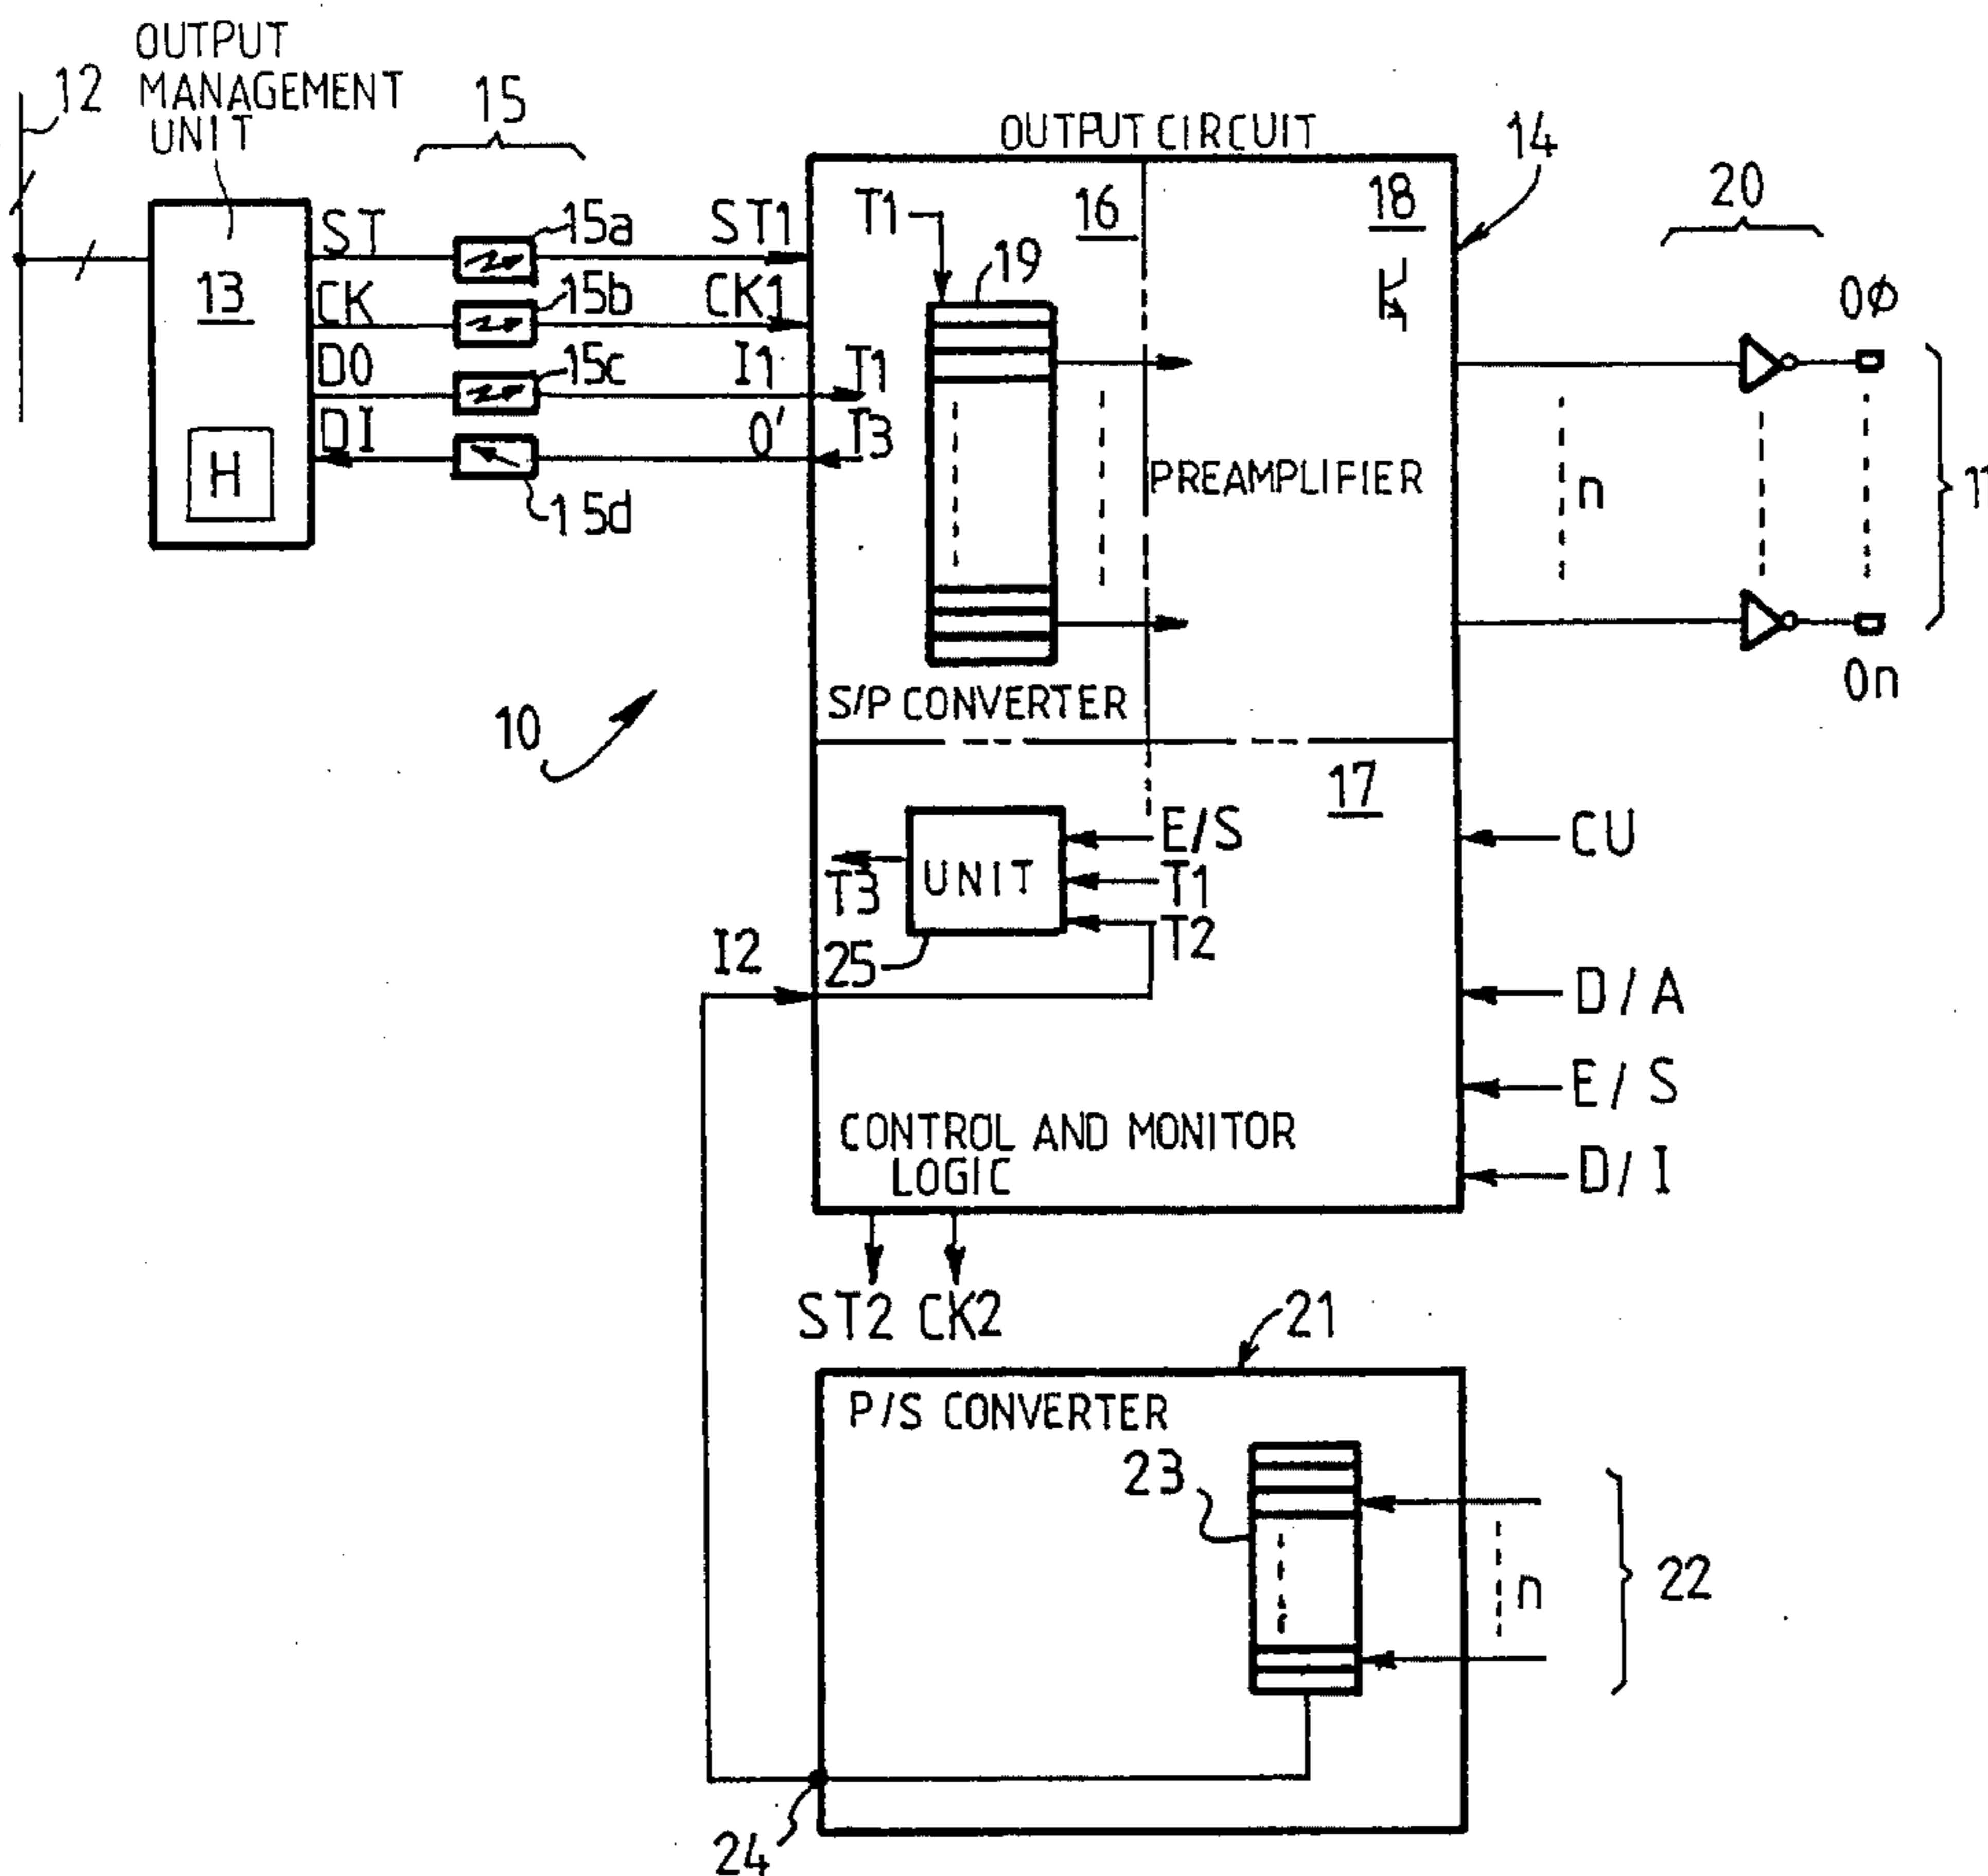 OUTPUT
MANAGEMENT
UNIT
12
15
OUTPUT CIRCUIT
14
20
13
ST
15a
ST1
T1
16
18
CK
15b
CK1
19
0φ
D0
15c
I1
T1
DI
15d
0'
T3
H
PREAMPLIFIER
n
11
0n
S/P CONVERTER
10
17
UNIT
E/S
T1
T2
T3
25
I2
CU
D/A
E/S
D/I
CONTROL AND MONITOR
LOGIC
ST2 CK2
21
P/S CONVERTER
23
n
22
24